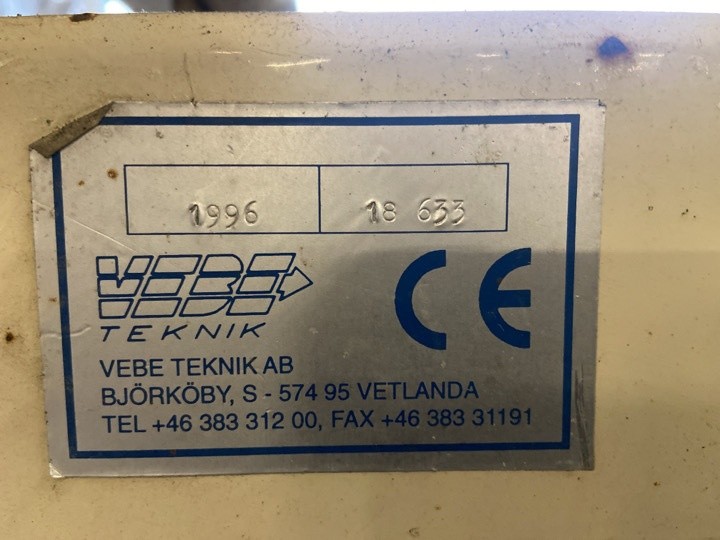 1996 18 633
VEBE
TEKNIK
CE
VEBE TEKNIK AB
BJÖRKÖBY, S - 574 95 VETLANDA
TEL +46 383 312 00, FAX +46 383 31191